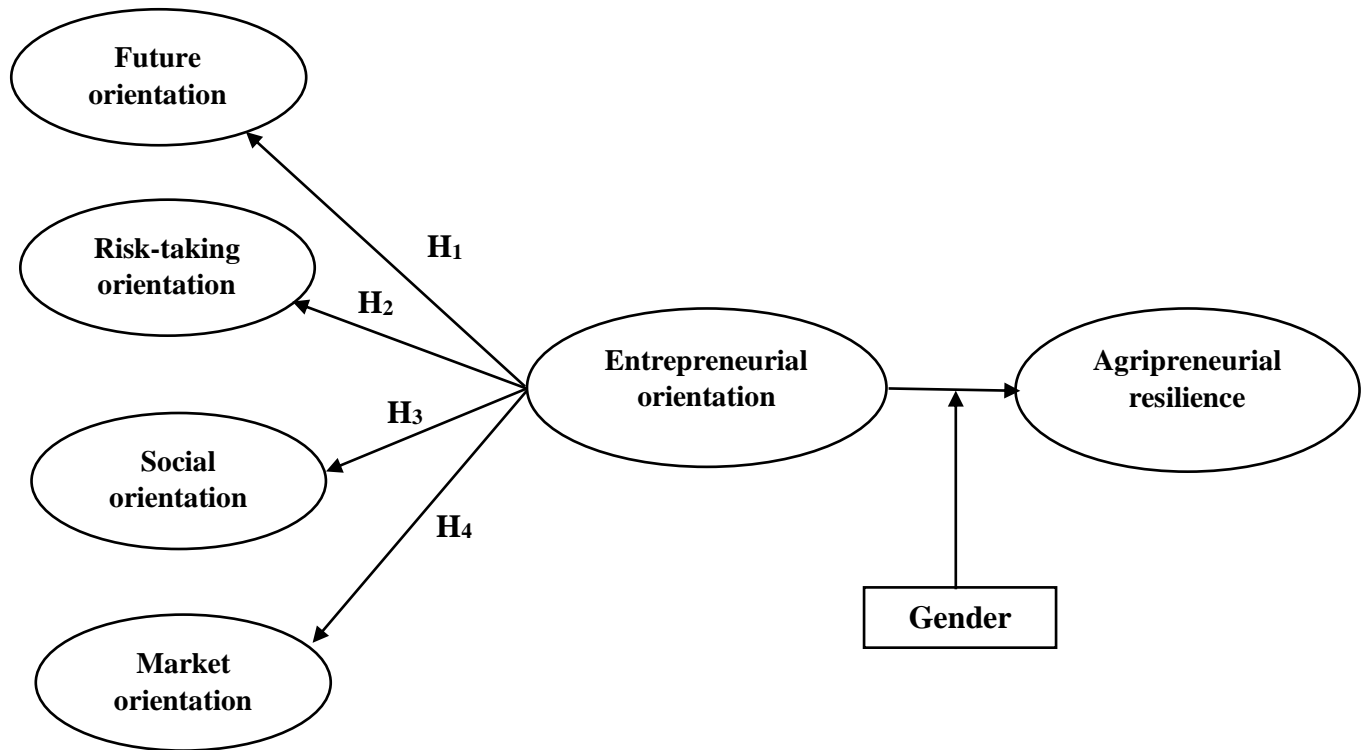 Future
orientation
Risk-taking
orientation
H1
H2
Entrepreneurial
orientation
Agripreneurial
resilience
H3
Social
orientation
H4
Gender
Market
orientation